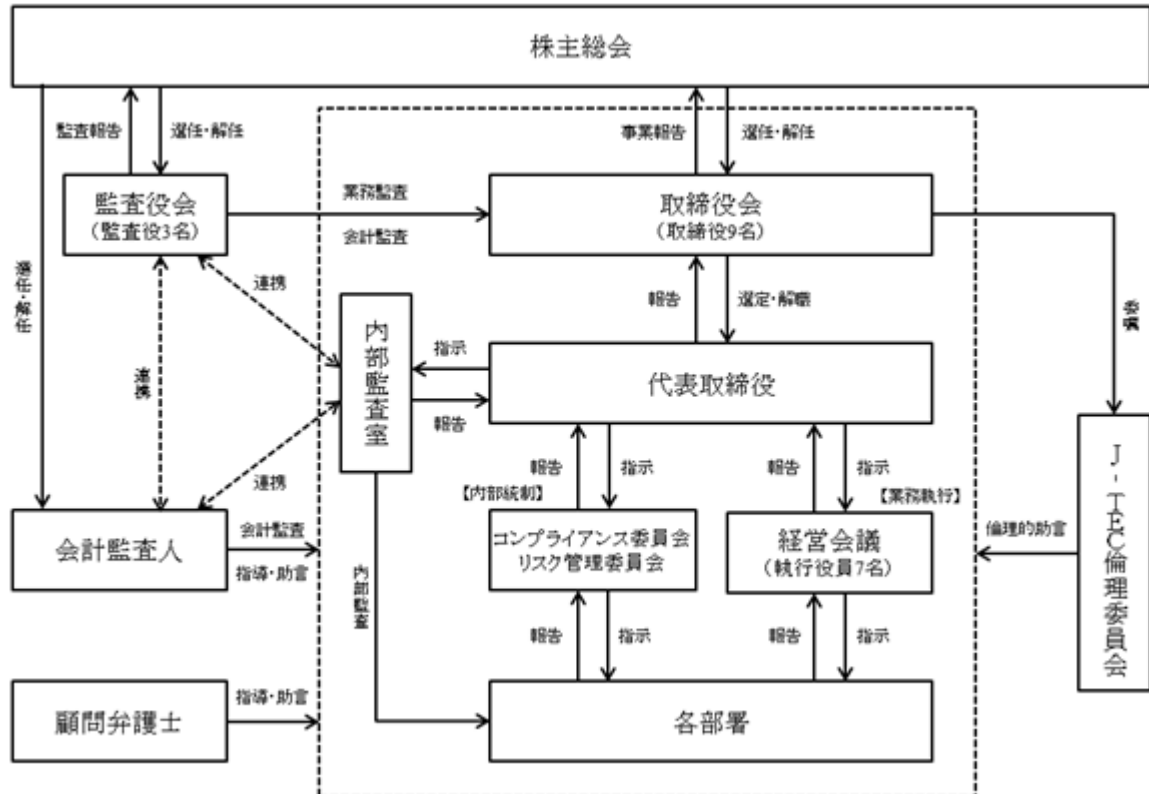 株主総会
監査報告
選任・解任
事業報告
選任・解任
監査役会
(監査役3名)
業務監査
会計監査
取締役会
(取締役9名)
選任・解任
連携
連携
内部監査室
指示
報告
報告
選定・解職
代表取締役
委嘱
連携
報告
指示
報告
指示
【内部統制】
【業務執行】
会計監査人
会計監査
指導・助言
コンプライアンス委員会
リスク管理委員会
経営会議
(執行役員7名)
倫理的助言
J-TEC倫理委員会
内部監査
報告
指示
報告
指示
顧問弁護士
指導・助言
各部署